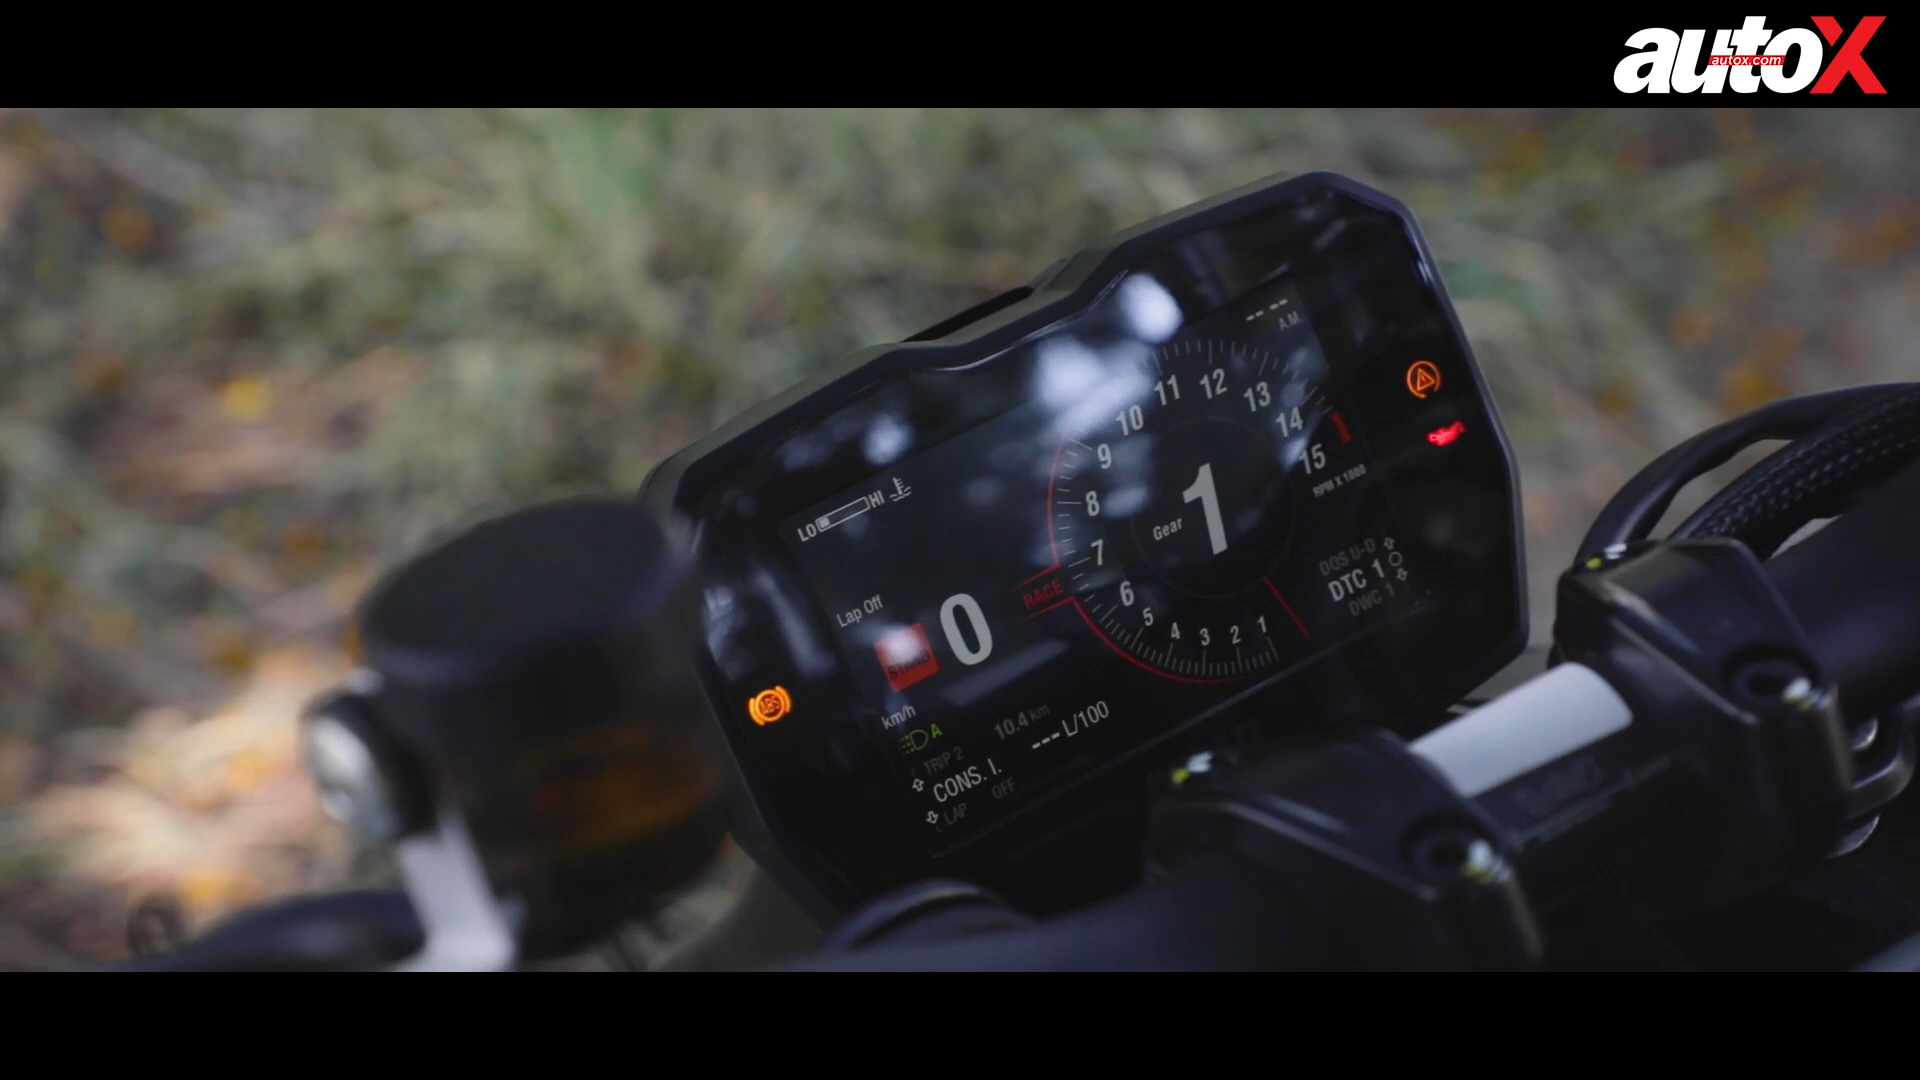 autoX
autox.com
--- --
A.M.
LO HI
1 2 3 4 5 6 7 8 9 10 11 12 13 14 15
RPM X 1000
Gear 1
Lap Off
0
RACE
km/h
DQS U-D
DTC 1
DWC 1
ABS
A
TRIP 2 10.4 km
CONS. I. --- L/100
LAP OFF